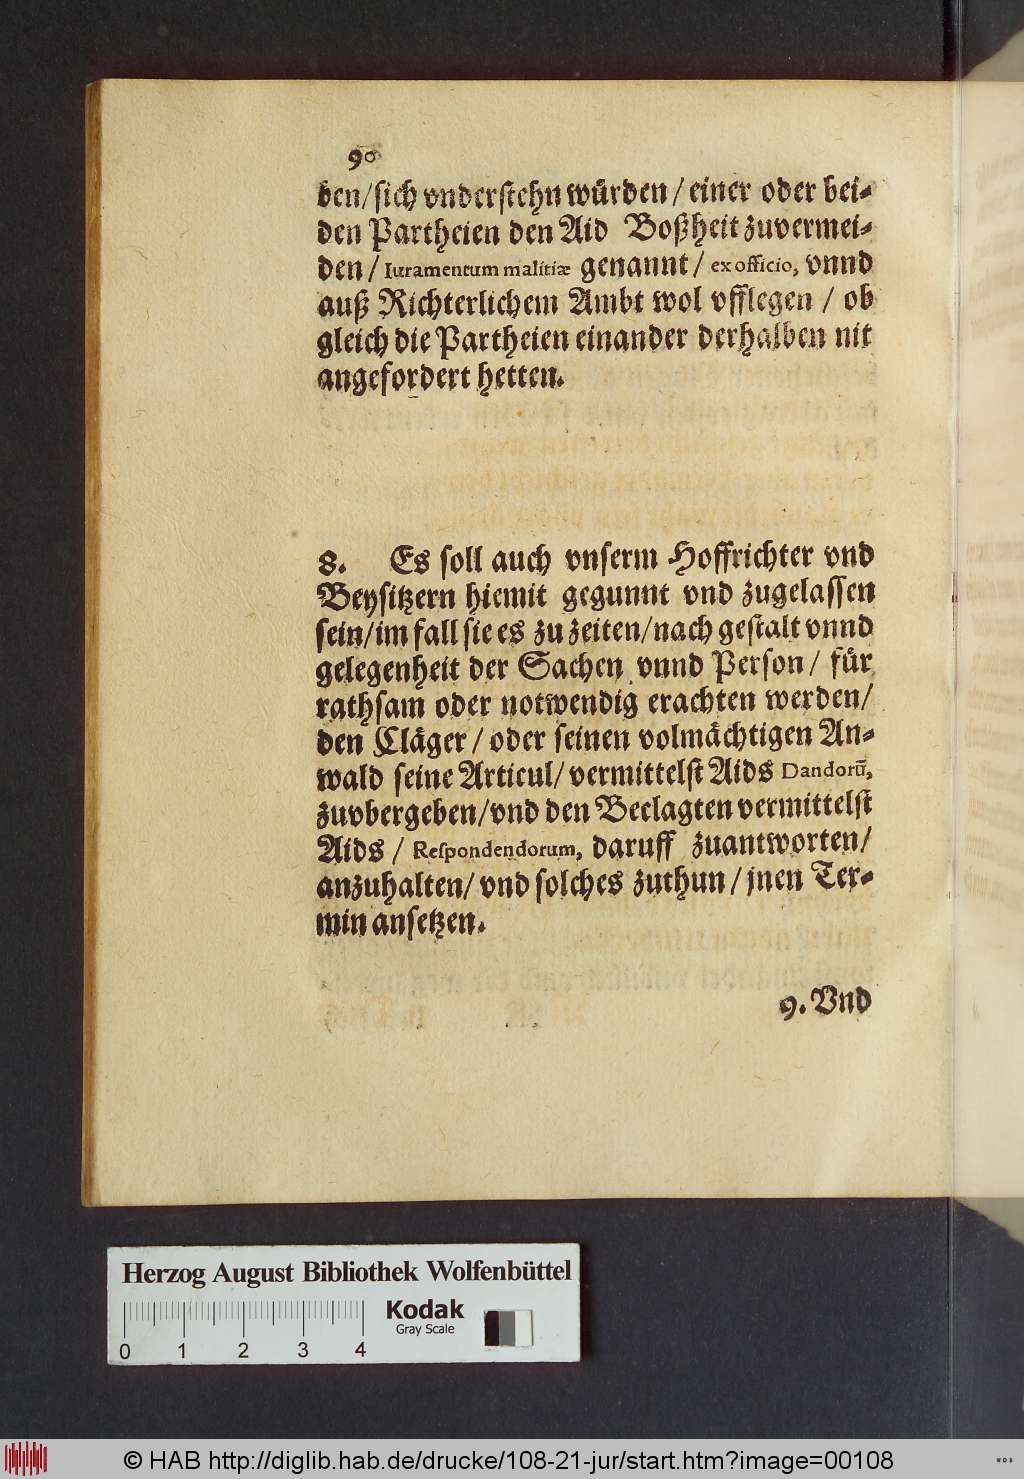 90
den/sich vnderstehn würden/einer oder bei-
den Partheien den Aid Boßheit zuvermei-
den/Iuramentum malitiæ genannt/ex officio, vnnd
auß Richterlichem Ambt wol vfflegen/ob
gleich die Partheien einander derhalben nit
angefordert hetten.
8. Es soll auch vnserm Hoffrichter vnd
Beysitzern hiemit gegunnt vnd zugelassen
sein/im fall sie es zu zeiten/nach gestalt vnnd
gelegenheit der Sachen vnnd Person/für
rathsam oder notwendig erachten werden/
den Cläger/oder seinen volmächtigen An-
wald seine Articul/vermittelst Aids Dandorū,
zuvbergeben/vnd den Beclagten vermittelst
Aids/Respondendorum, daruff zuantworten/
anzuhalten/vnd solches zuthun/jnen Ter-
min ansetzen.
9. Vnd
Herzog August Bibliothek Wolfenbüttel
Kodak
Gray Scale
0 1 2 3 4
© HAB http://diglib.hab.de/drucke/108-21-jur/start.htm?image=00108